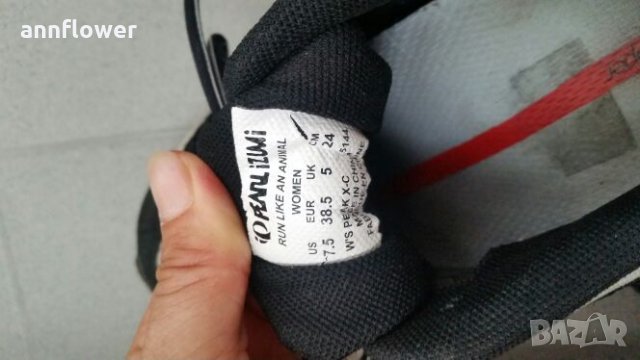 annflower
PEARL iZUMi
RUN LIKE AN ANIMAL
WOMEN
US EUR UK CM
7.5 38.5 5 24
W'S PEAK X-C
MADE IN CHINA
BAZAR